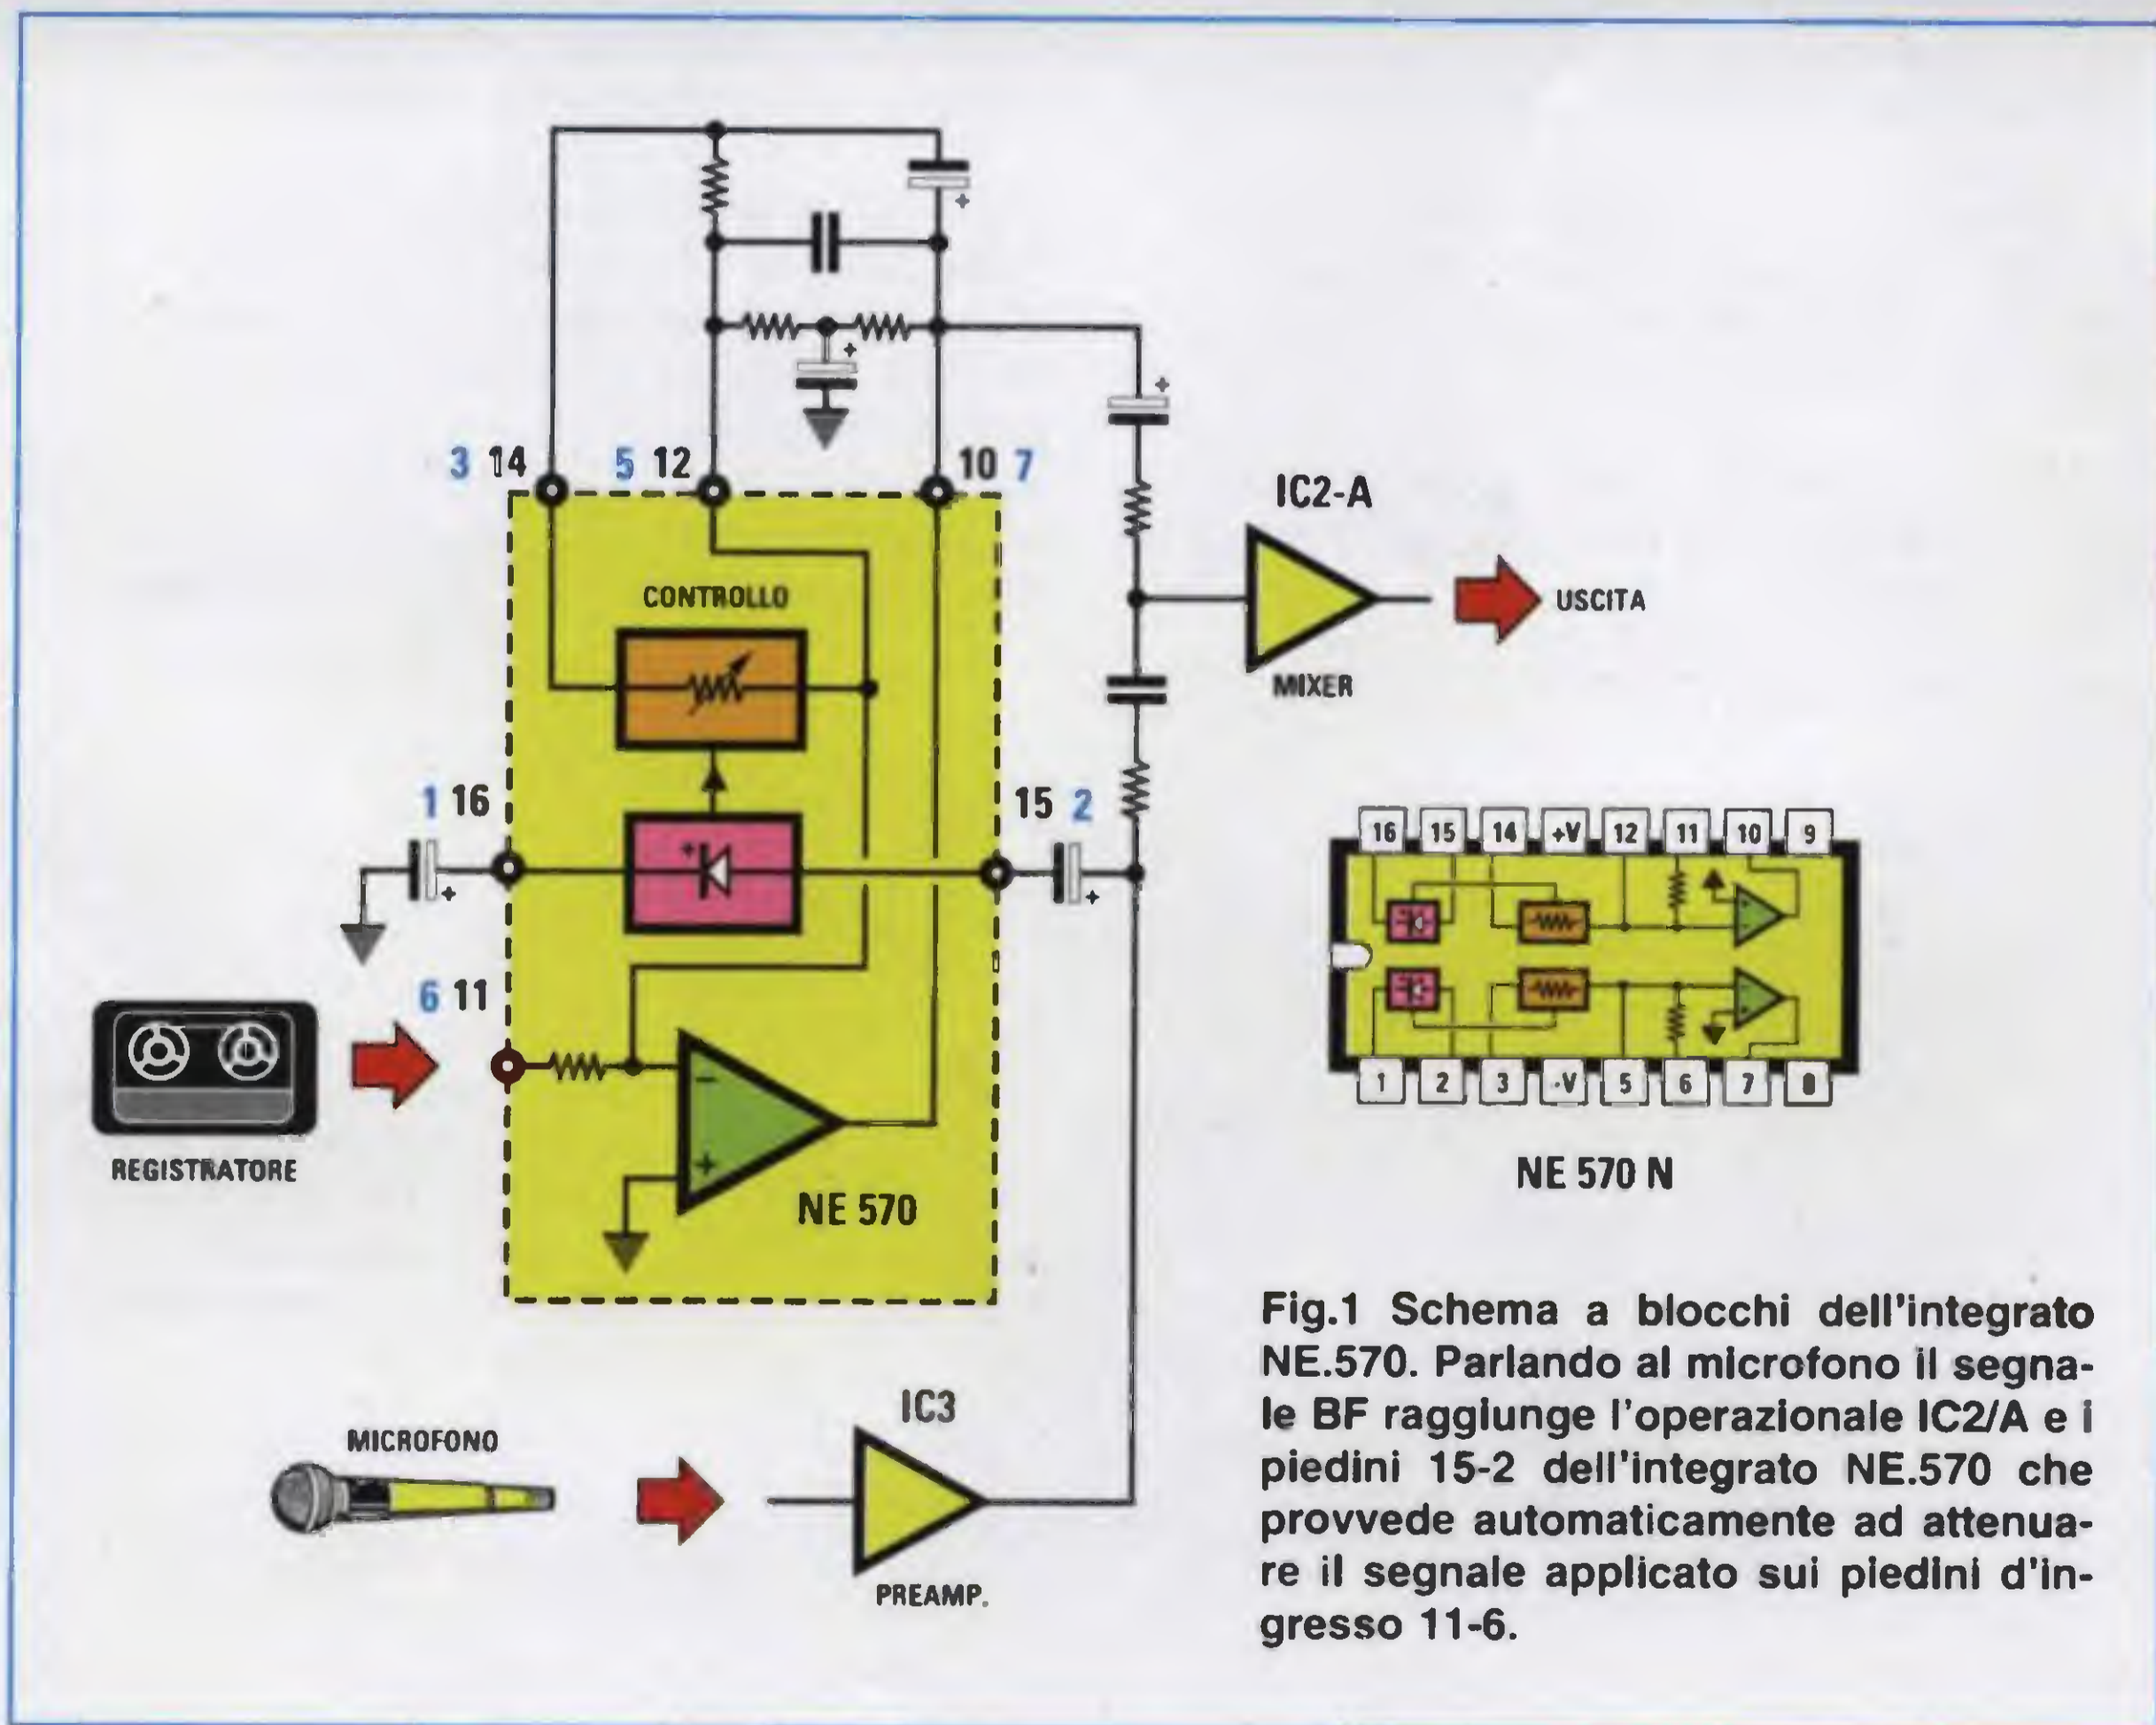 3 14
5 12
10 7
CONTROLLO
IC2-A
MIXER
USCITA
1 16
15 2
6 11
REGISTRATORE
NE 570
16 15 14 +V 12 11 10 9
1 2 3 -V 5 6 7 8
NE 570 N
MICROFONO
IC3
PREAMP.
Fig.1 Schema a blocchi dell'integrato
NE.570. Parlando al microfono il segna-
le BF raggiunge l'operazionale IC2/A e i
piedini 15-2 dell'integrato NE.570 che
provvede automaticamente ad attenua-
re il segnale applicato sui piedini d'in-
gresso 11-6.